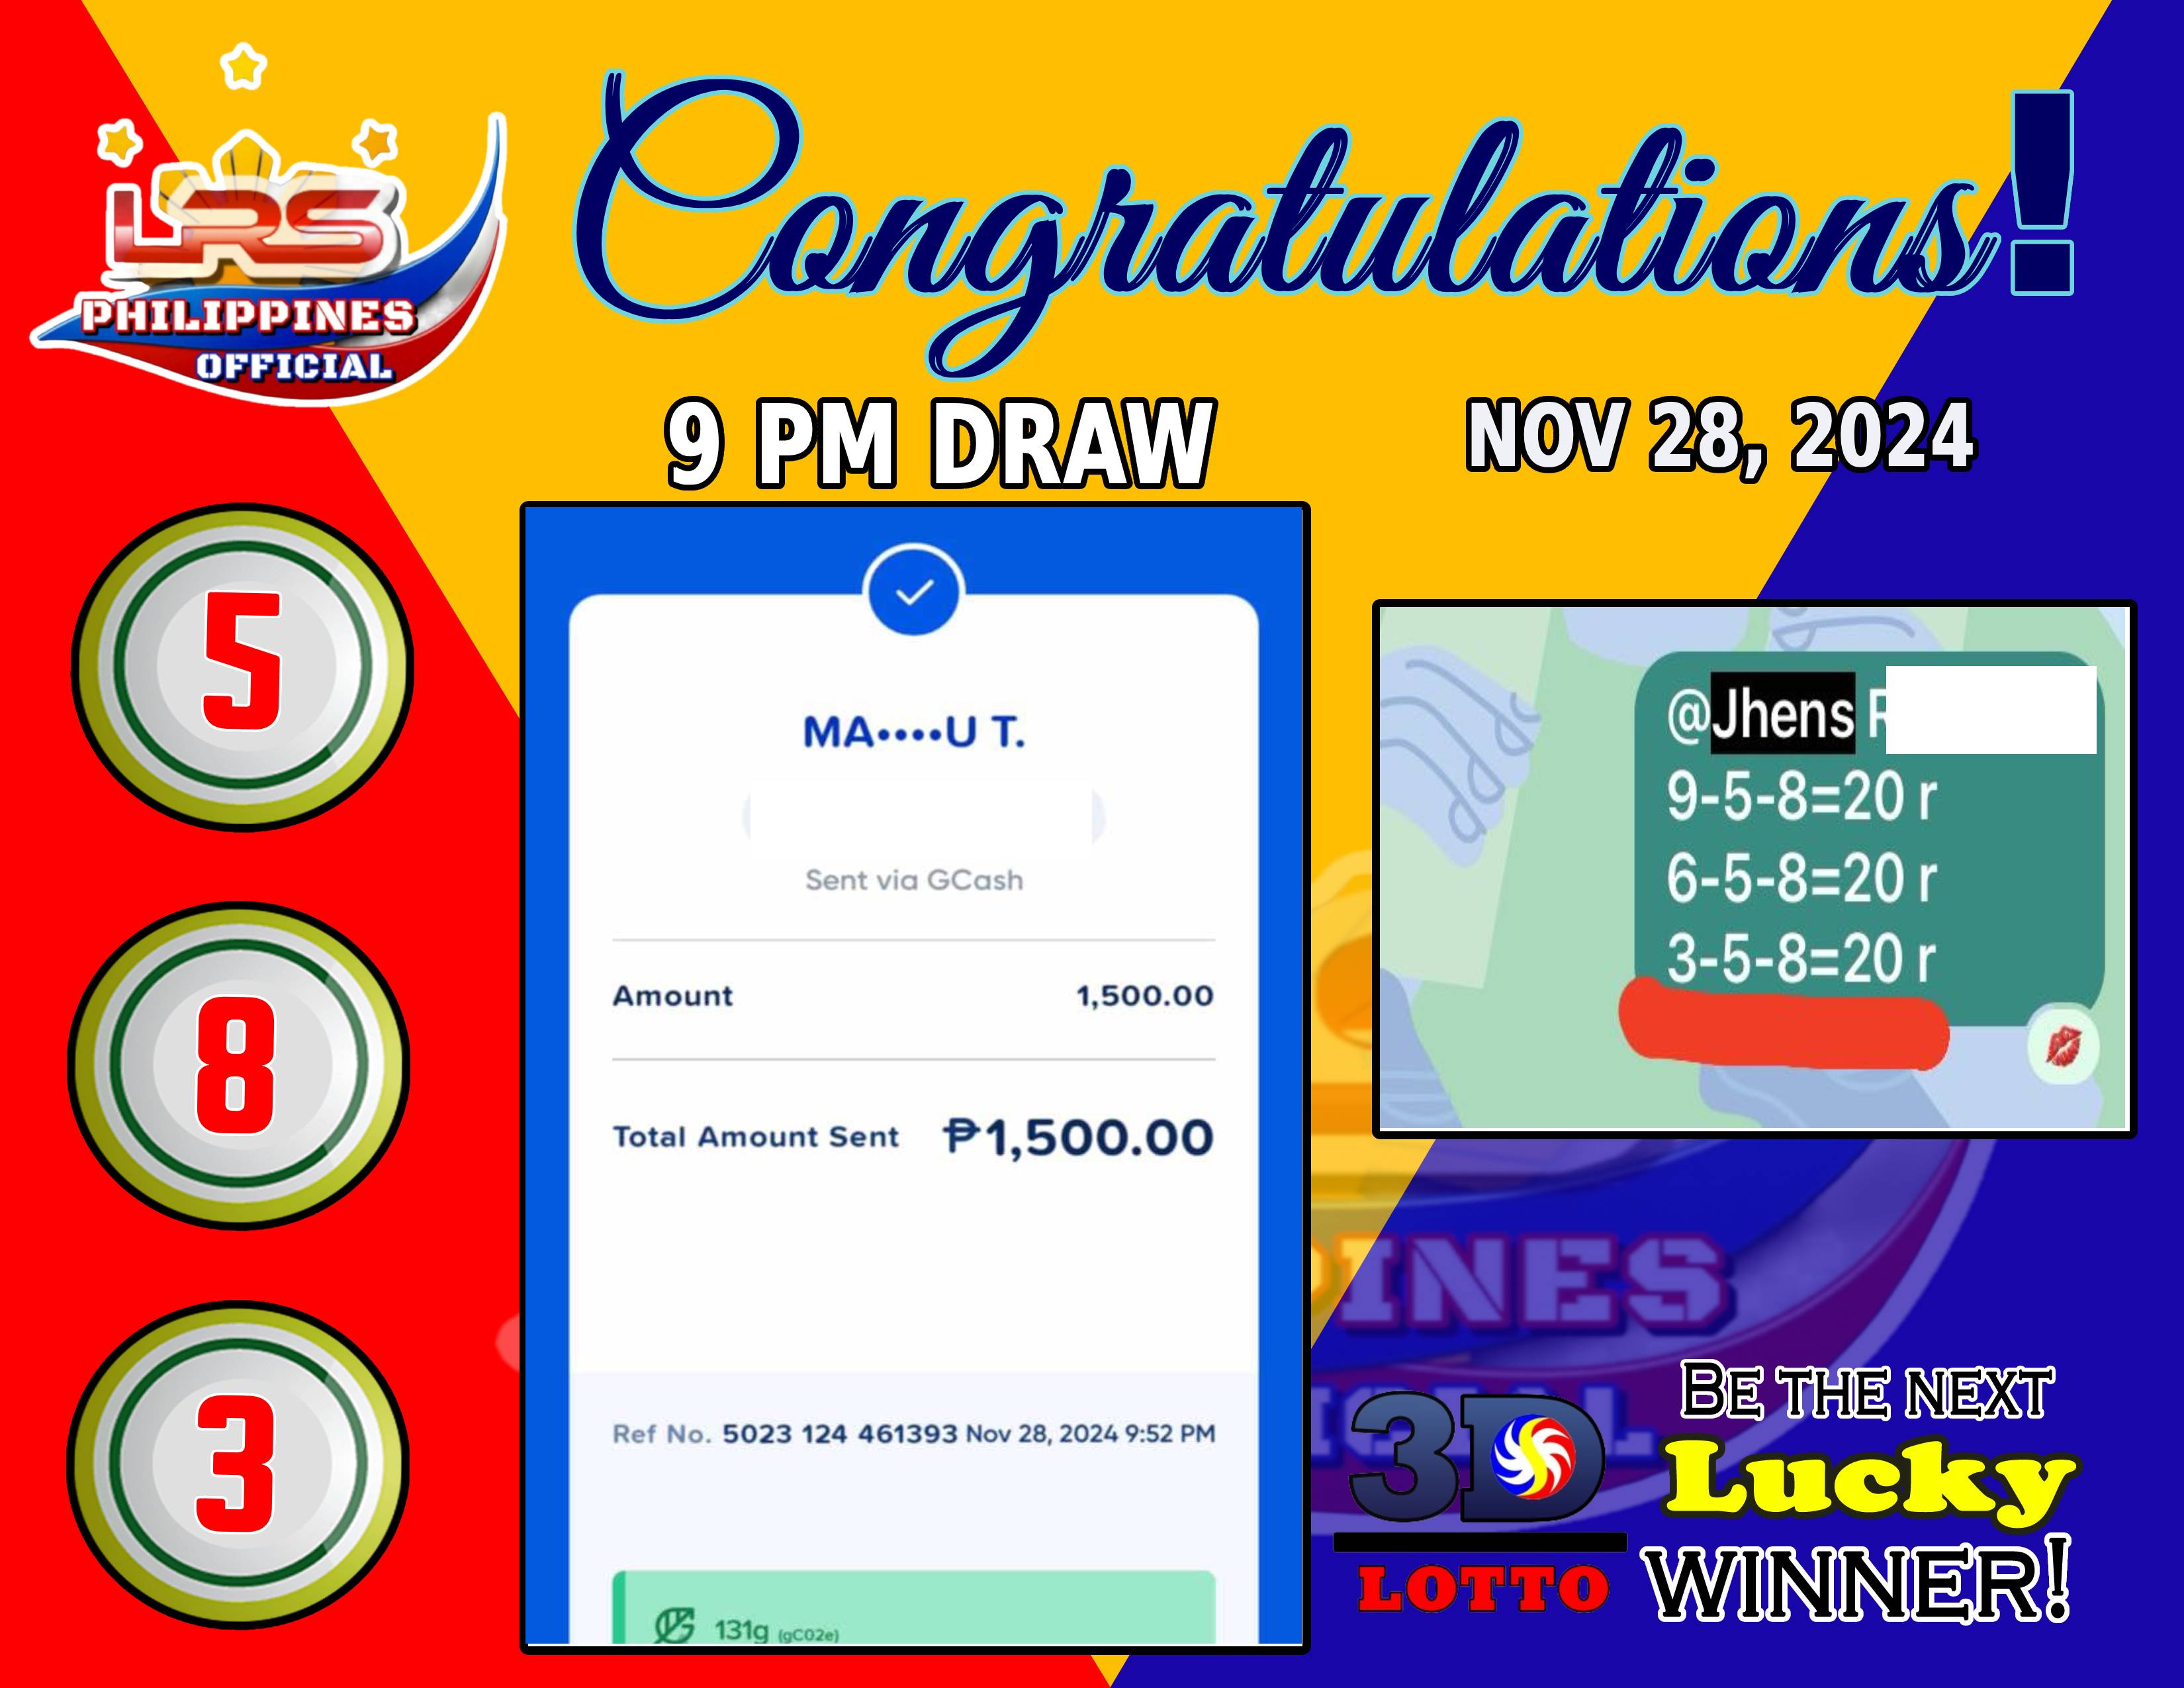 LRS
PHILIPPINES
OFFICIAL
Congratulations!
9 PM DRAW
NOV 28, 2024
5
8
3
MA••••U T.
Sent via GCash
Amount 1,500.00
Total Amount Sent ₱1,500.00
Ref No. 5023 124 461393 Nov 28, 2024 9:52 PM
131g (gC02e)
@Jhens R
9-5-8=20 r
6-5-8=20 r
3-5-8=20 r
PINES
CIAL
3D
LOTTO
BE THE NEXT
Lucky
WINNER!